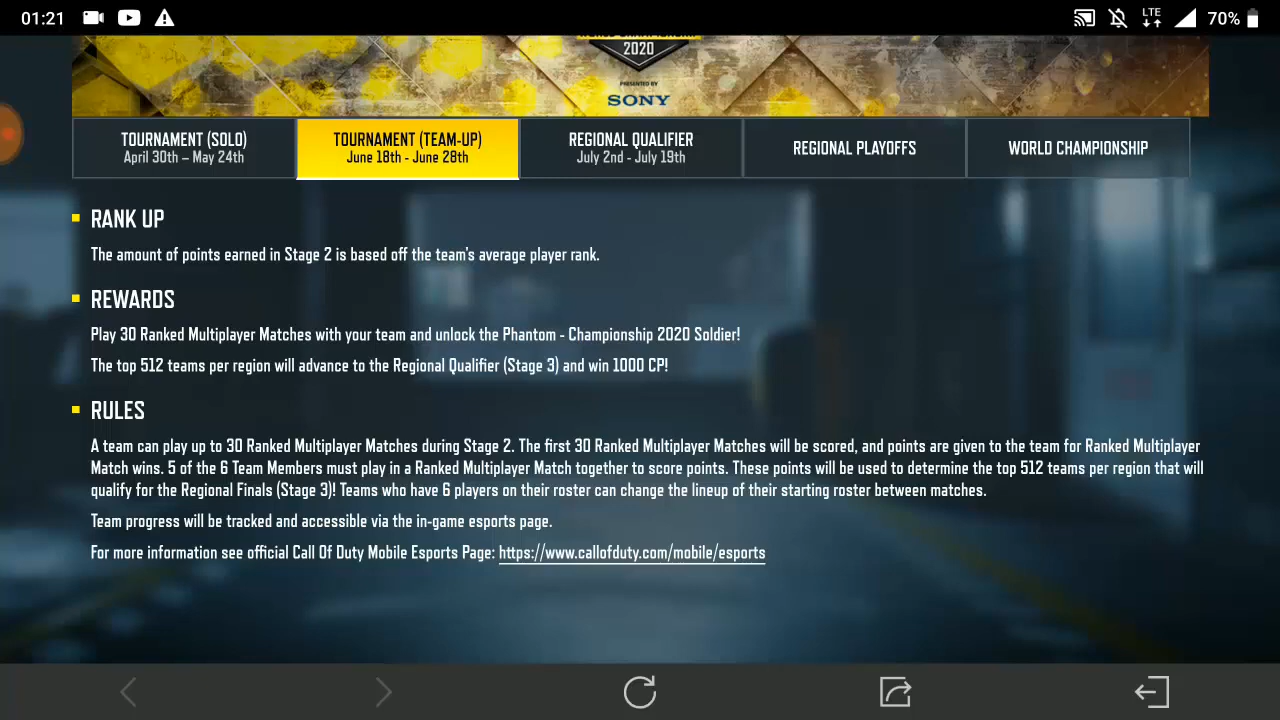 01:21 LTE 70%
WORLD CHAMPIONSHIP
2020
PRESENTED BY
SONY
TOURNAMENT (SOLO) TOURNAMENT (TEAM-UP) REGIONAL QUALIFIER REGIONAL PLAYOFFS WORLD CHAMPIONSHIP
April 30th – May 24th June 18th - June 28th July 2nd - July 19th
RANK UP
The amount of points earned in Stage 2 is based off the team's average player rank.
REWARDS
Play 30 Ranked Multiplayer Matches with your team and unlock the Phantom - Championship 2020 Soldier!
The top 512 teams per region will advance to the Regional Qualifier (Stage 3) and win 1000 CP!
RULES
A team can play up to 30 Ranked Multiplayer Matches during Stage 2. The first 30 Ranked Multiplayer Matches will be scored, and points are given to the team for Ranked Multiplayer
Match wins. 5 of the 6 Team Members must play in a Ranked Multiplayer Match together to score points. These points will be used to determine the top 512 teams per region that will
qualify for the Regional Finals (Stage 3)! Teams who have 6 players on their roster can change the lineup of their starting roster between matches.
Team progress will be tracked and accessible via the in-game esports page.
For more information see official Call Of Duty Mobile Esports Page: https://www.callofduty.com/mobile/esports